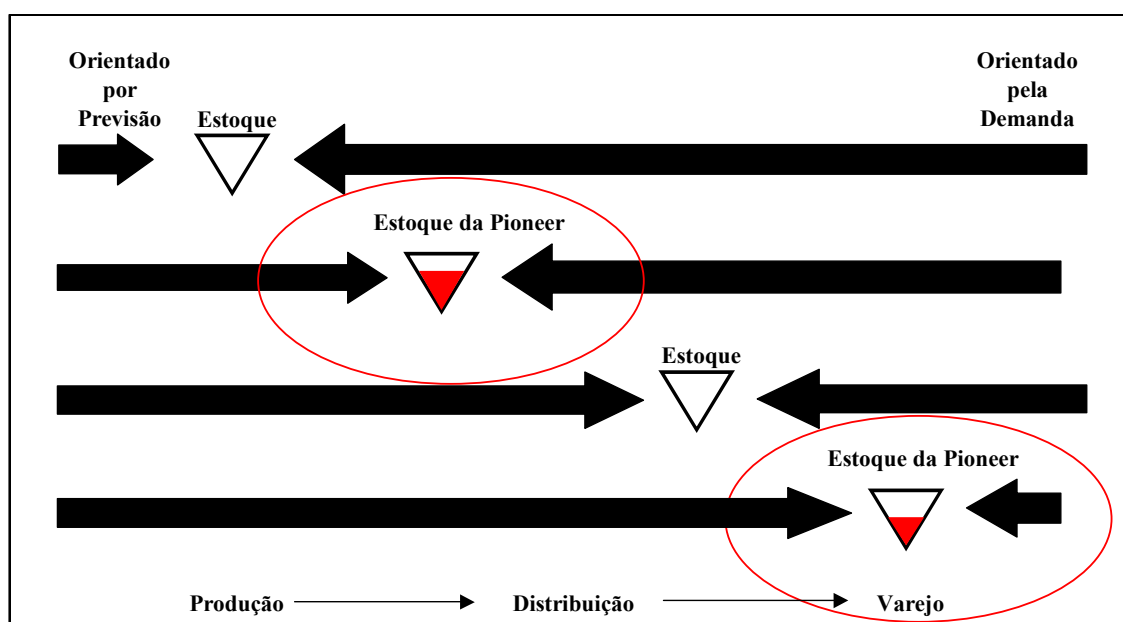 Orientado
por
Previsão
Estoque
Orientado
pela
Demanda
Estoque da Pioneer
Estoque
Estoque da Pioneer
Produção
Distribuição
Varejo